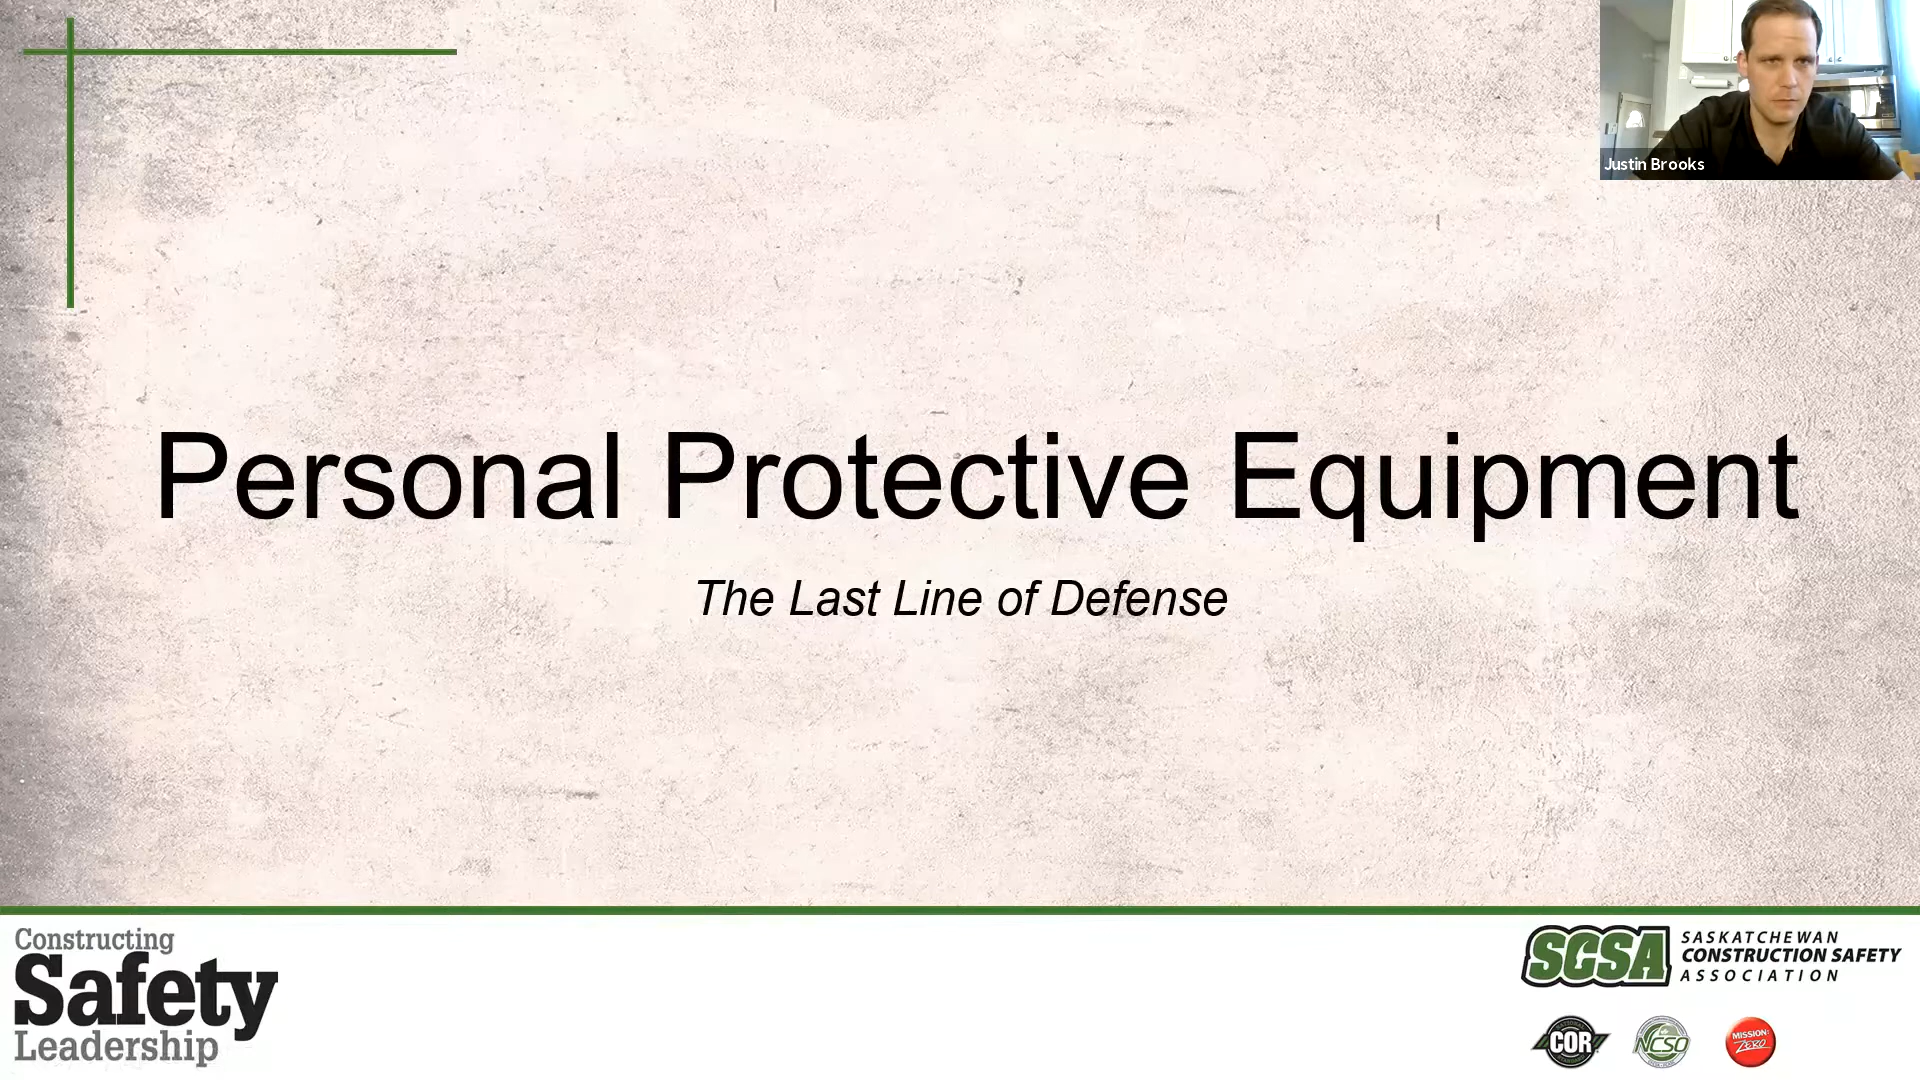 Justin Brooks
Personal Protective Equipment
The Last Line of Defense
Constructing
Safety
Leadership
SCSA
SASKATCHEWAN
CONSTRUCTION SAFETY
ASSOCIATION
COR
NCSO
MISSION:
ZERO